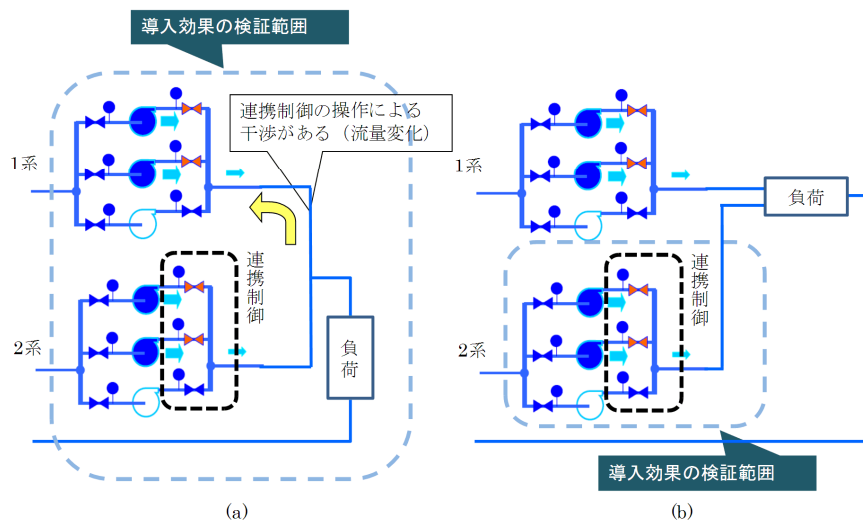 導入効果の検証範囲
連携制御の操作による
干渉がある（流量変化）
1系
連携制御
2系
負荷
(a)
1系
負荷
連携制御
2系
導入効果の検証範囲
(b)